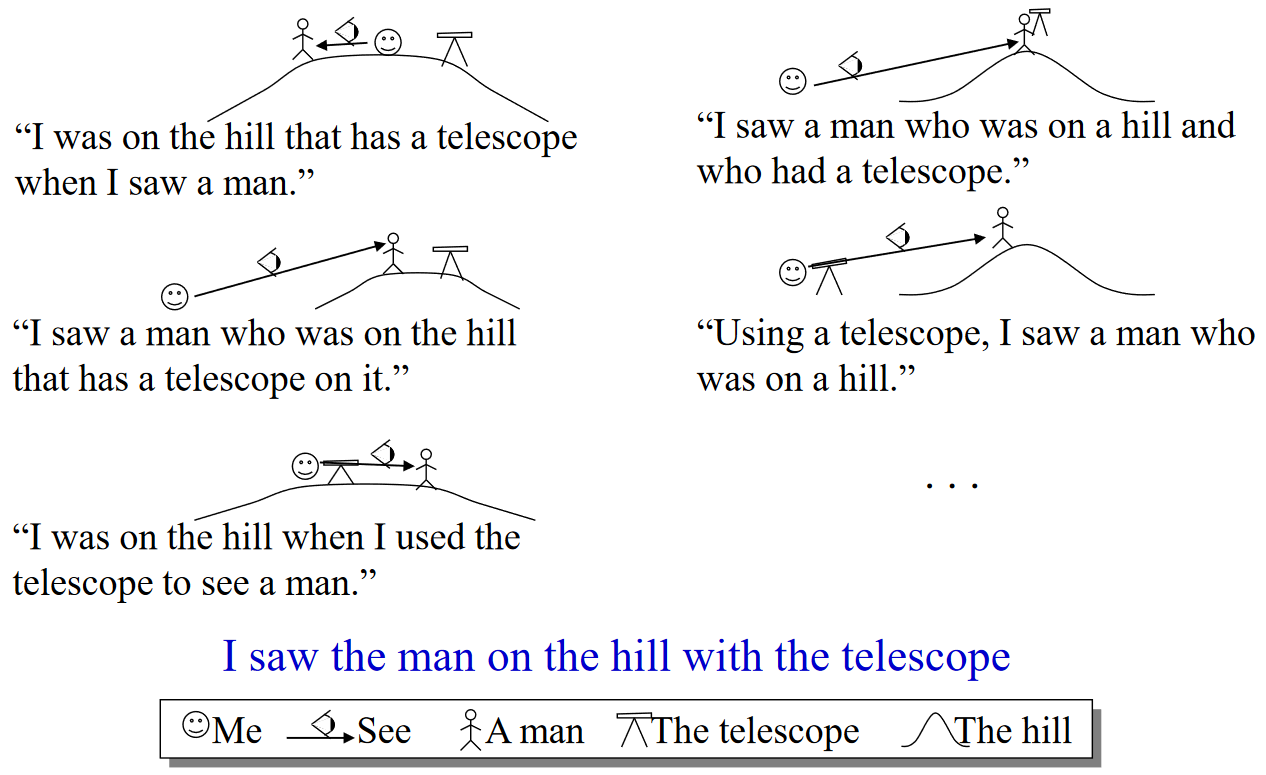 “I was on the hill that has a telescope
when I saw a man.”
“I saw a man who was on a hill and
who had a telescope.”
“I saw a man who was on the hill
that has a telescope on it.”
“Using a telescope, I saw a man who
was on a hill.”
“I was on the hill when I used the
telescope to see a man.”
. . .
I saw the man on the hill with the telescope
Me See A man The telescope The hill